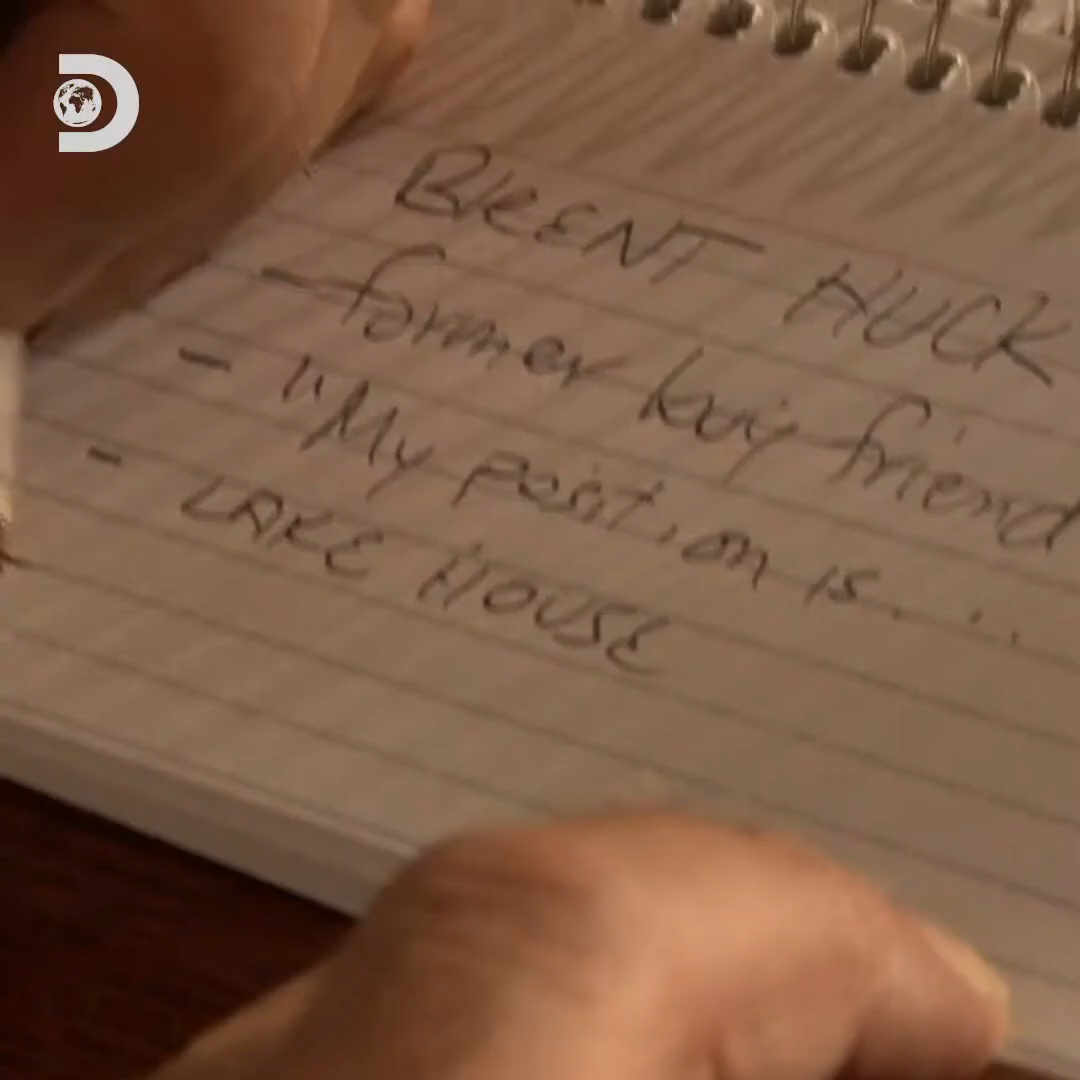 BRENT HUCK
- former boy friend
- "My position is....
- LAKE HOUSE